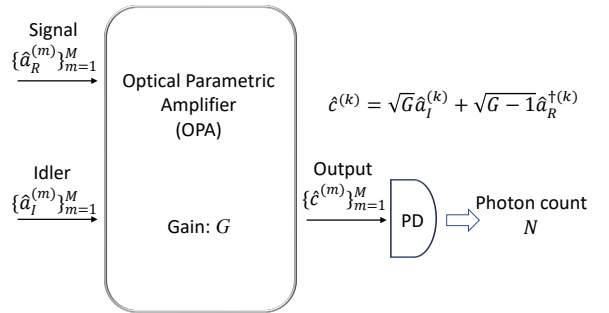 Signal
{â_R^{(m)}}_{m=1}^M
Optical Parametric
Amplifier
(OPA)
ĉ^{(k)} = √G â_I^{(k)} + √(G − 1) â_R^{†(k)}
Idler
{â_I^{(m)}}_{m=1}^M
Gain: G
Output
{ĉ^{(m)}}_{m=1}^M
PD
Photon count
N